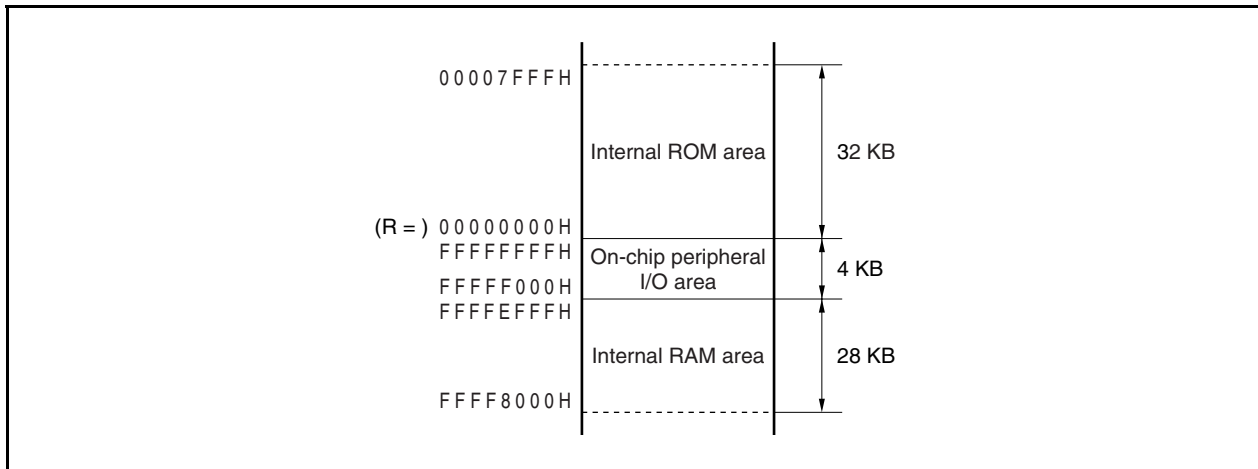 00007FFFH
Internal ROM area
32 KB
(R = ) 00000000H
FFFFFFFFH
On-chip peripheral
I/O area
4 KB
FFFFF000H
FFFFEFFFH
Internal RAM area
28 KB
FFFF8000H